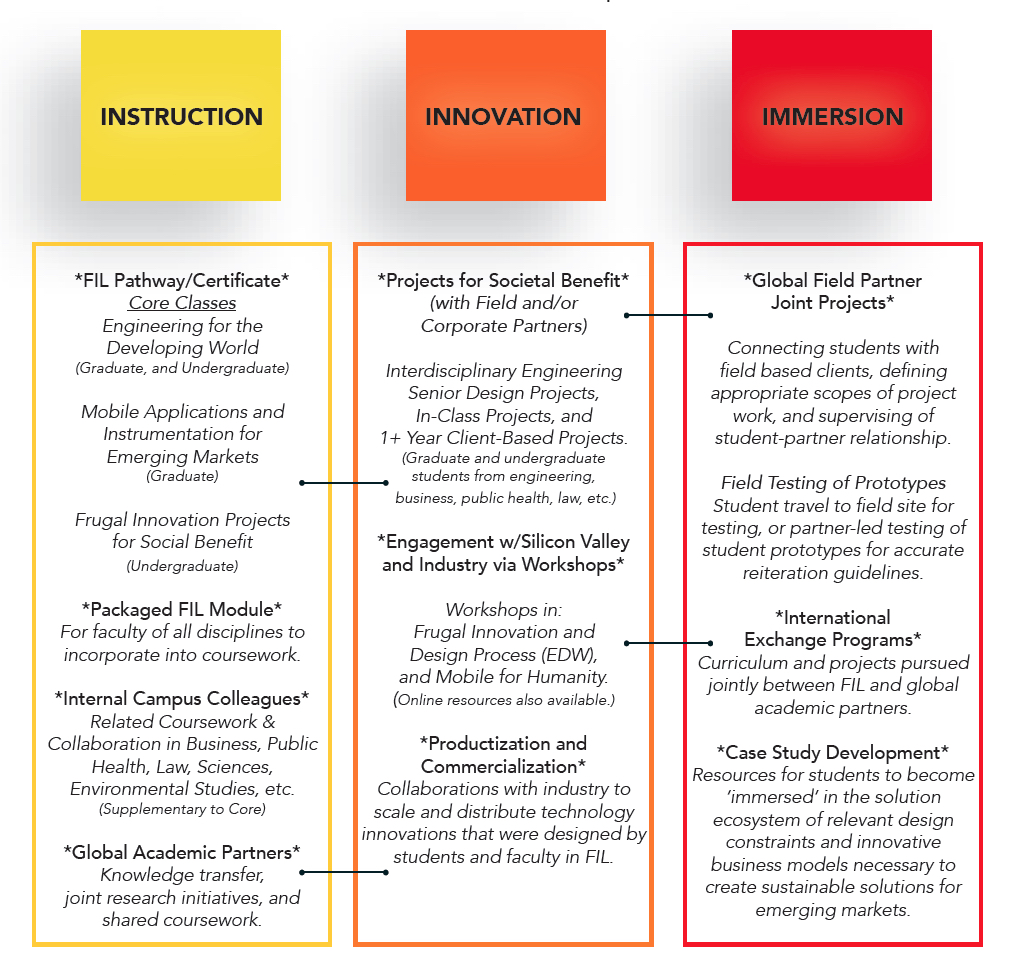 INSTRUCTION
INNOVATION
IMMERSION
*FIL Pathway/Certificate*
Core Classes
Engineering for the
Developing World
(Graduate, and Undergraduate)
Mobile Applications and
Instrumentation for
Emerging Markets
(Graduate)
Frugal Innovation Projects
for Social Benefit
(Undergraduate)
*Packaged FIL Module*
For faculty of all disciplines to
incorporate into coursework.
*Internal Campus Colleagues*
Related Coursework &
Collaboration in Business, Public
Health, Law, Sciences,
Environmental Studies, etc.
(Supplementary to Core)
*Global Academic Partners*
Knowledge transfer,
joint research initiatives, and
shared coursework.
*Projects for Societal Benefit*
(with Field and/or
Corporate Partners)
Interdisciplinary Engineering
Senior Design Projects,
In-Class Projects, and
1+ Year Client-Based Projects.
(Graduate and undergraduate
students from engineering,
business, public health, law, etc.)
*Engagement w/Silicon Valley
and Industry via Workshops*
Workshops in:
Frugal Innovation and
Design Process (EDW),
and Mobile for Humanity.
(Online resources also available.)
*Productization and
Commercialization*
Collaborations with industry to
scale and distribute technology
innovations that were designed by
students and faculty in FIL.
*Global Field Partner
Joint Projects*
Connecting students with
field based clients, defining
appropriate scopes of project
work, and supervising of
student-partner relationship.
Field Testing of Prototypes
Student travel to field site for
testing, or partner-led testing of
student prototypes for accurate
reiteration guidelines.
*International
Exchange Programs*
Curriculum and projects pursued
jointly between FIL and global
academic partners.
*Case Study Development*
Resources for students to become
'immersed' in the solution
ecosystem of relevant design
constraints and innovative
business models necessary to
create sustainable solutions for
emerging markets.